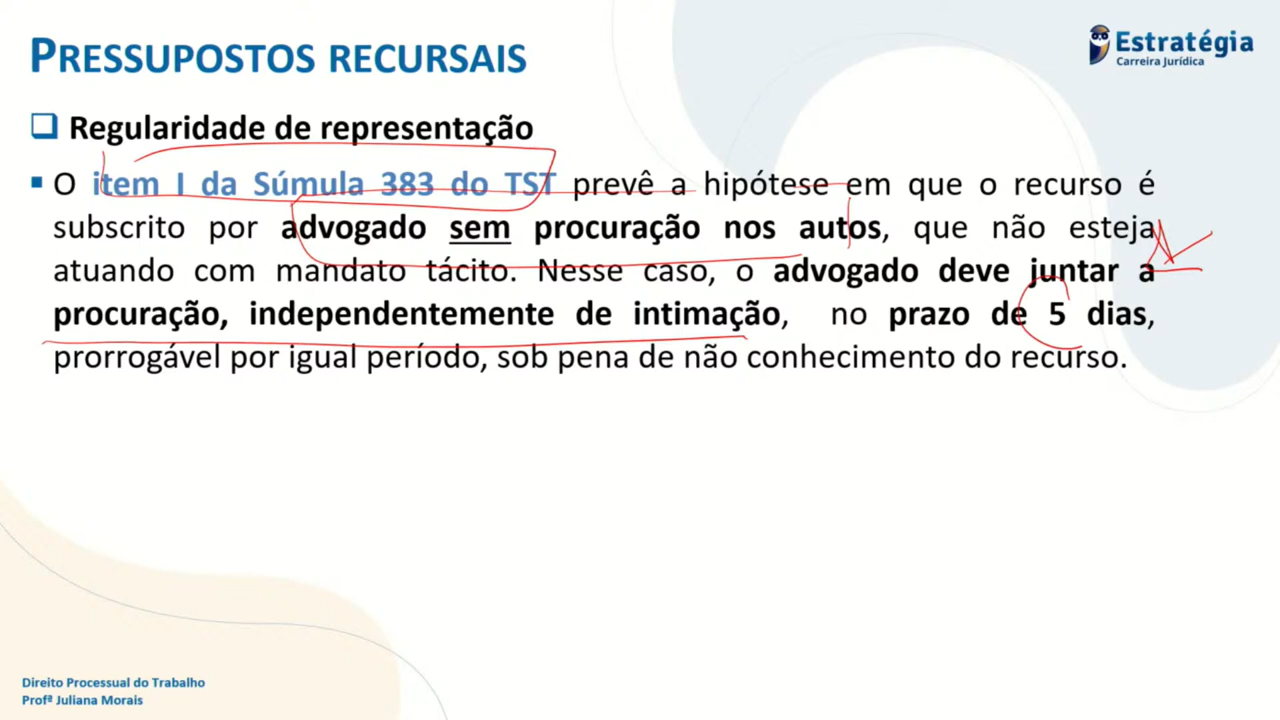 PRESSUPOSTOS RECURSAIS
Estratégia
Carreira Jurídica
Regularidade de representação
O item I da Súmula 383 do TST prevê a hipótese em que o recurso é
subscrito por advogado sem procuração nos autos, que não esteja
atuando com mandato tácito. Nesse caso, o advogado deve juntar a
procuração, independentemente de intimação, no prazo de 5 dias,
prorrogável por igual período, sob pena de não conhecimento do recurso.
Direito Processual do Trabalho
Profª Juliana Morais